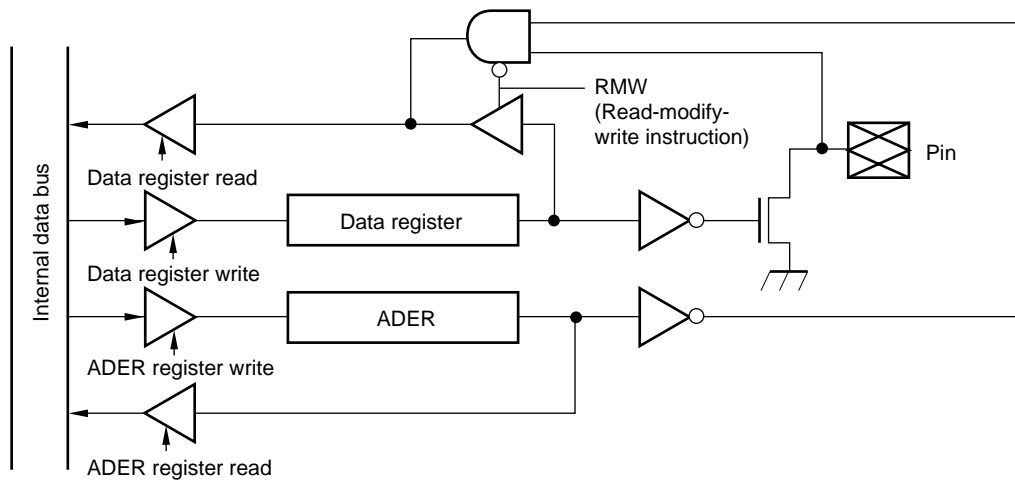 RMW
(Read-modify-
write instruction)
Pin
Data register read
Internal data bus
Data register
Data register write
ADER
ADER register write
ADER register read